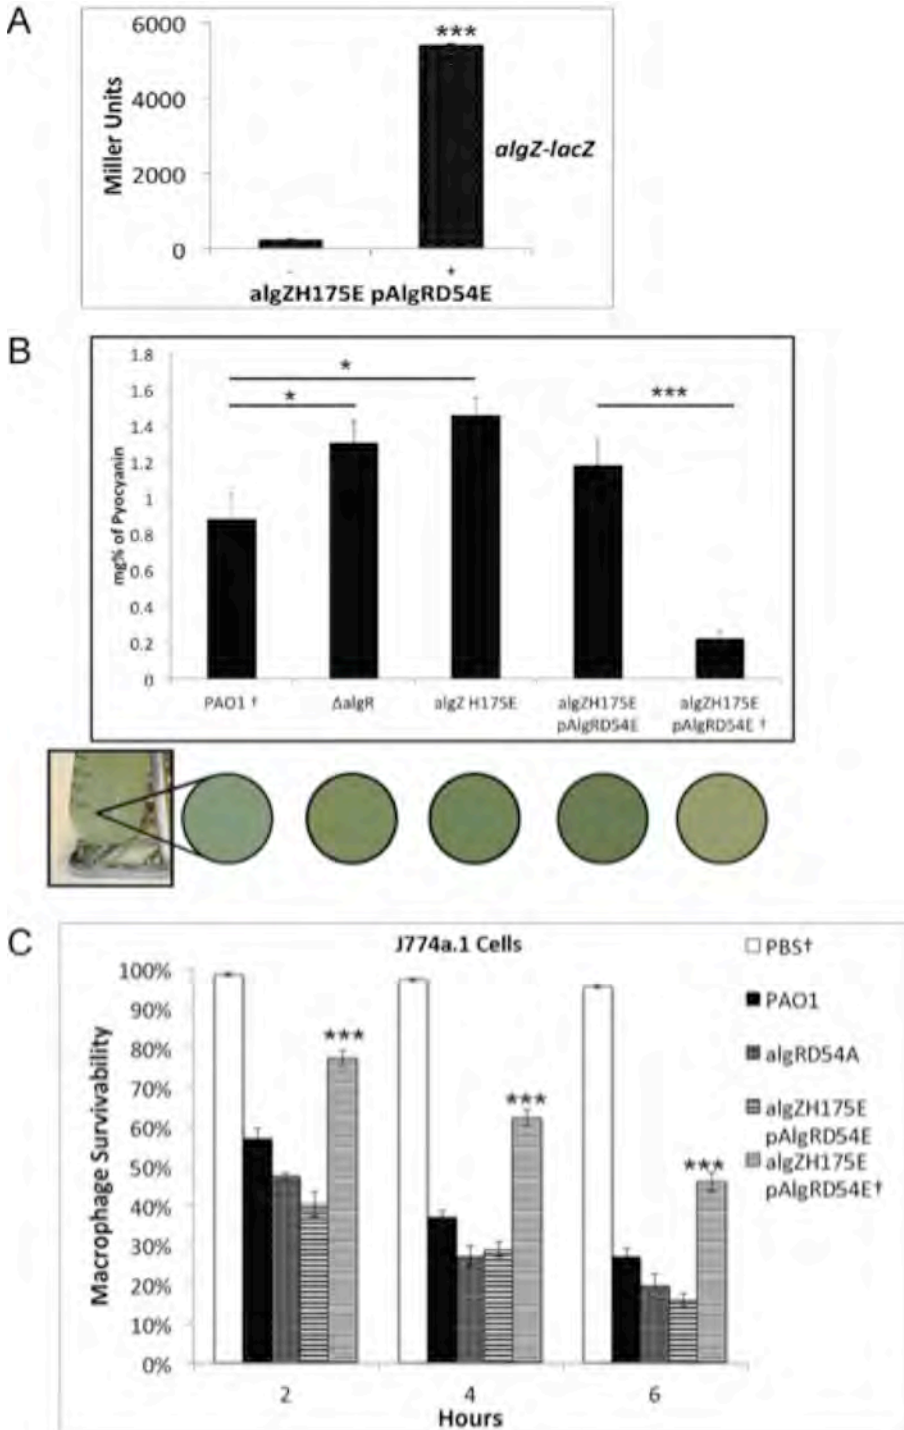 A
6000
***
4000
Miller Units
algZ-lacZ
2000
0
- +
algZH175E pAlgRD54E
B
1.8
*
1.6
* ***
1.4
1.2
mg% of Pyocyanin
1
0.8
0.6
0.4
0.2
0
PAO1 † ΔalgR algZ H175E algZH175E algZH175E
pAlgRD54E pAlgRD54E †
C
J774a.1 Cells
PBS†
100%
90%
PAO1
***
80%
algRD54A
70%
***
60%
algZH175E
pAlgRD54E
50%
***
algZH175E
pAlgRD54E†
40%
30%
20%
10%
0%
Macrophage Survivability
2 4 6
Hours